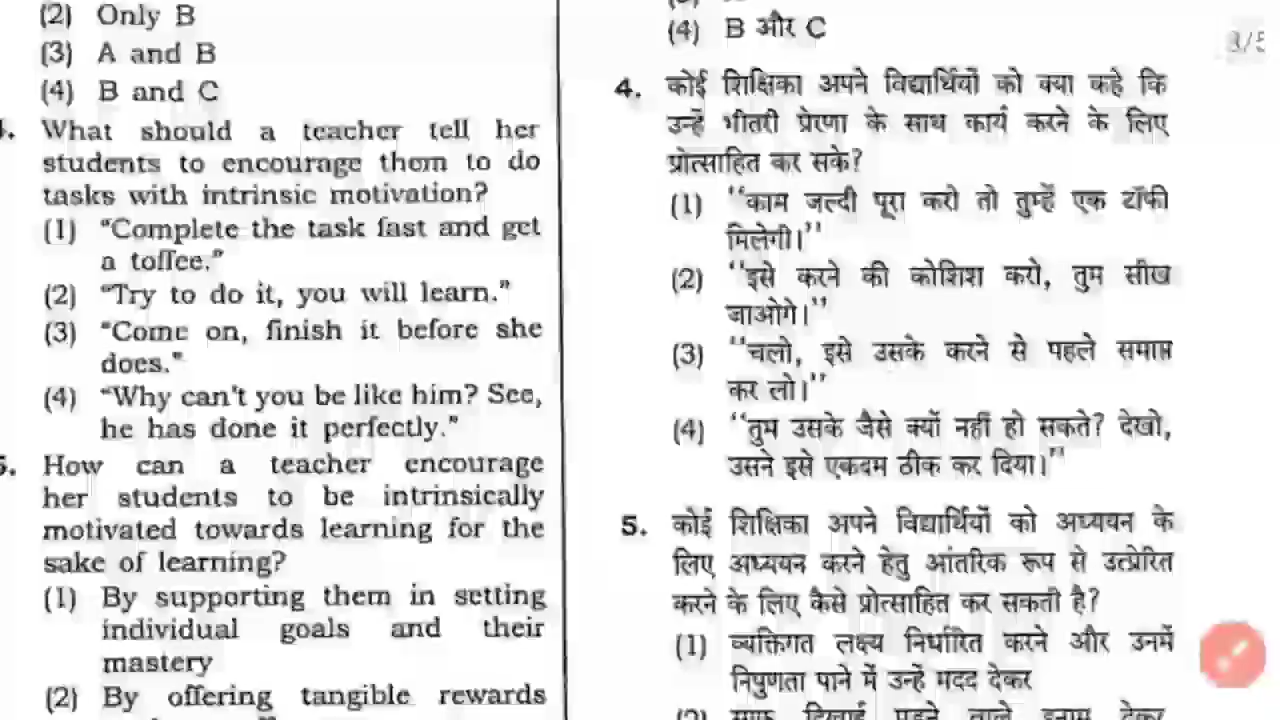 (2) Only B
(3) A and B
(4) B and C
What should a teacher tell her
students to encourage them to do
tasks with intrinsic motivation?
(1) "Complete the task fast and get
a toffee."
(2) "Try to do it, you will learn."
(3) "Come on, finish it before she
does."
(4) "Why can't you be like him? See,
he has done it perfectly."
How can a teacher encourage
her students to be intrinsically
motivated towards learning for the
sake of learning?
(1) By supporting them in setting
individual goals and their
mastery
(2) By offering tangible rewards
(4) B और C
4. कोई शिक्षिका अपने विद्यार्थियों को क्या कहे कि
उन्हें भीतरी प्रेरणा के साथ कार्य करने के लिए
प्रोत्साहित कर सके?
(1) ''काम जल्दी पूरा करो तो तुम्हें एक टॉफी
मिलेगी।''
(2) ''इसे करने की कोशिश करो, तुम सीख
जाओगे।''
(3) ''चलो, इसे उसके करने से पहले समाप्त
कर लो।''
(4) ''तुम उसके जैसे क्यों नहीं हो सकते? देखो,
उसने इसे एकदम ठीक कर दिया।''
5. कोई शिक्षिका अपने विद्यार्थियों को अध्ययन के
लिए अध्ययन करने हेतु आंतरिक रूप से उत्प्रेरित
करने के लिए कैसे प्रोत्साहित कर सकती है?
(1) व्यक्तिगत लक्ष्य निर्धारित करने और उनमें
निपुणता पाने में उन्हें मदद देकर